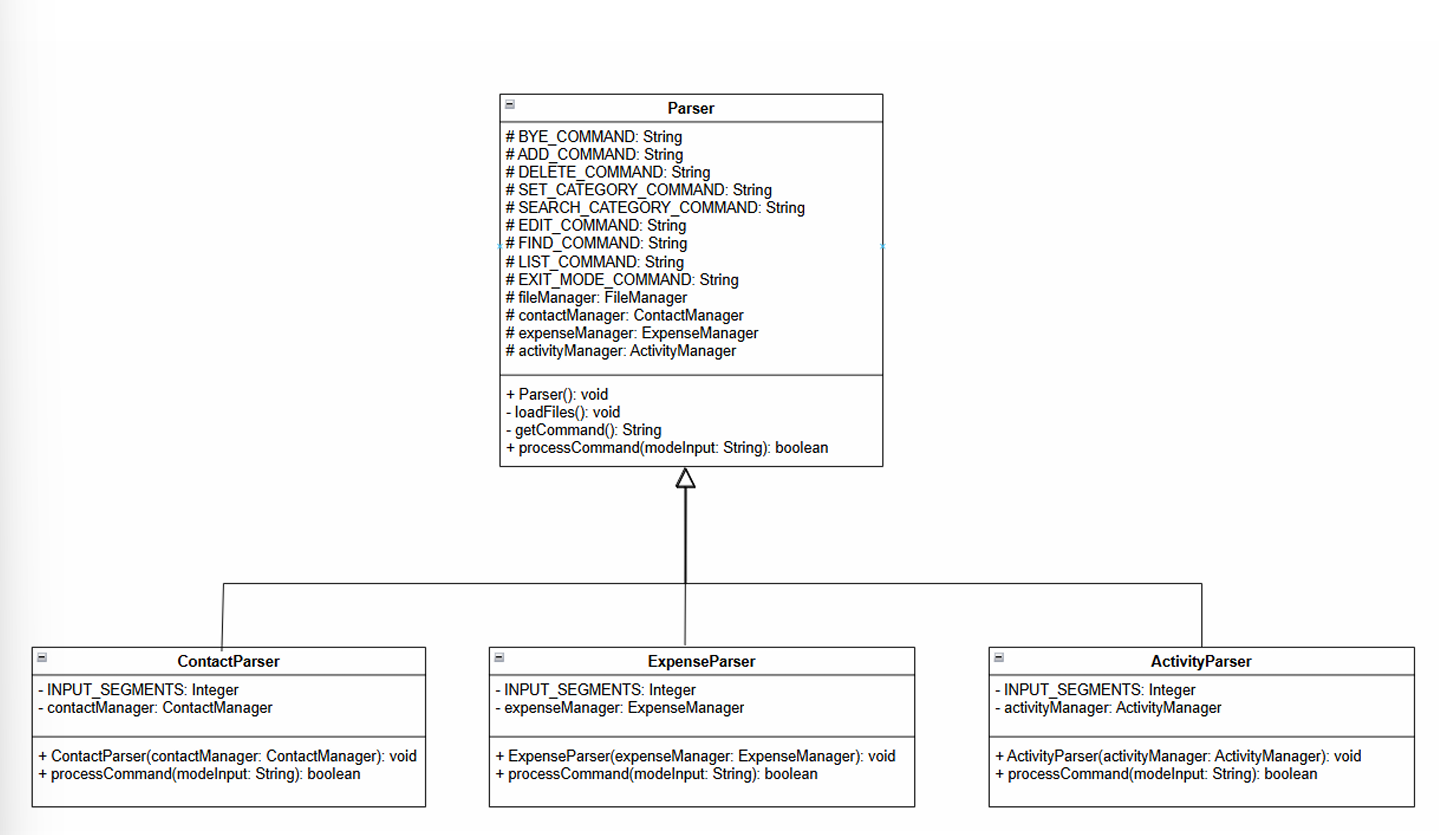 Parser
# BYE_COMMAND: String
# ADD_COMMAND: String
# DELETE_COMMAND: String
# SET_CATEGORY_COMMAND: String
# SEARCH_CATEGORY_COMMAND: String
# EDIT_COMMAND: String
# FIND_COMMAND: String
# LIST_COMMAND: String
# EXIT_MODE_COMMAND: String
# fileManager: FileManager
# contactManager: ContactManager
# expenseManager: ExpenseManager
# activityManager: ActivityManager
+ Parser(): void
- loadFiles(): void
- getCommand(): String
+ processCommand(modeInput: String): boolean
ContactParser
- INPUT_SEGMENTS: Integer
- contactManager: ContactManager
+ ContactParser(contactManager: ContactManager): void
+ processCommand(modeInput: String): boolean
ExpenseParser
- INPUT_SEGMENTS: Integer
- expenseManager: ExpenseManager
+ ExpenseParser(expenseManager: ExpenseManager): void
+ processCommand(modeInput: String): boolean
ActivityParser
- INPUT_SEGMENTS: Integer
- activityManager: ActivityManager
+ ActivityParser(activityManager: ActivityManager): void
+ processCommand(modeInput: String): boolean